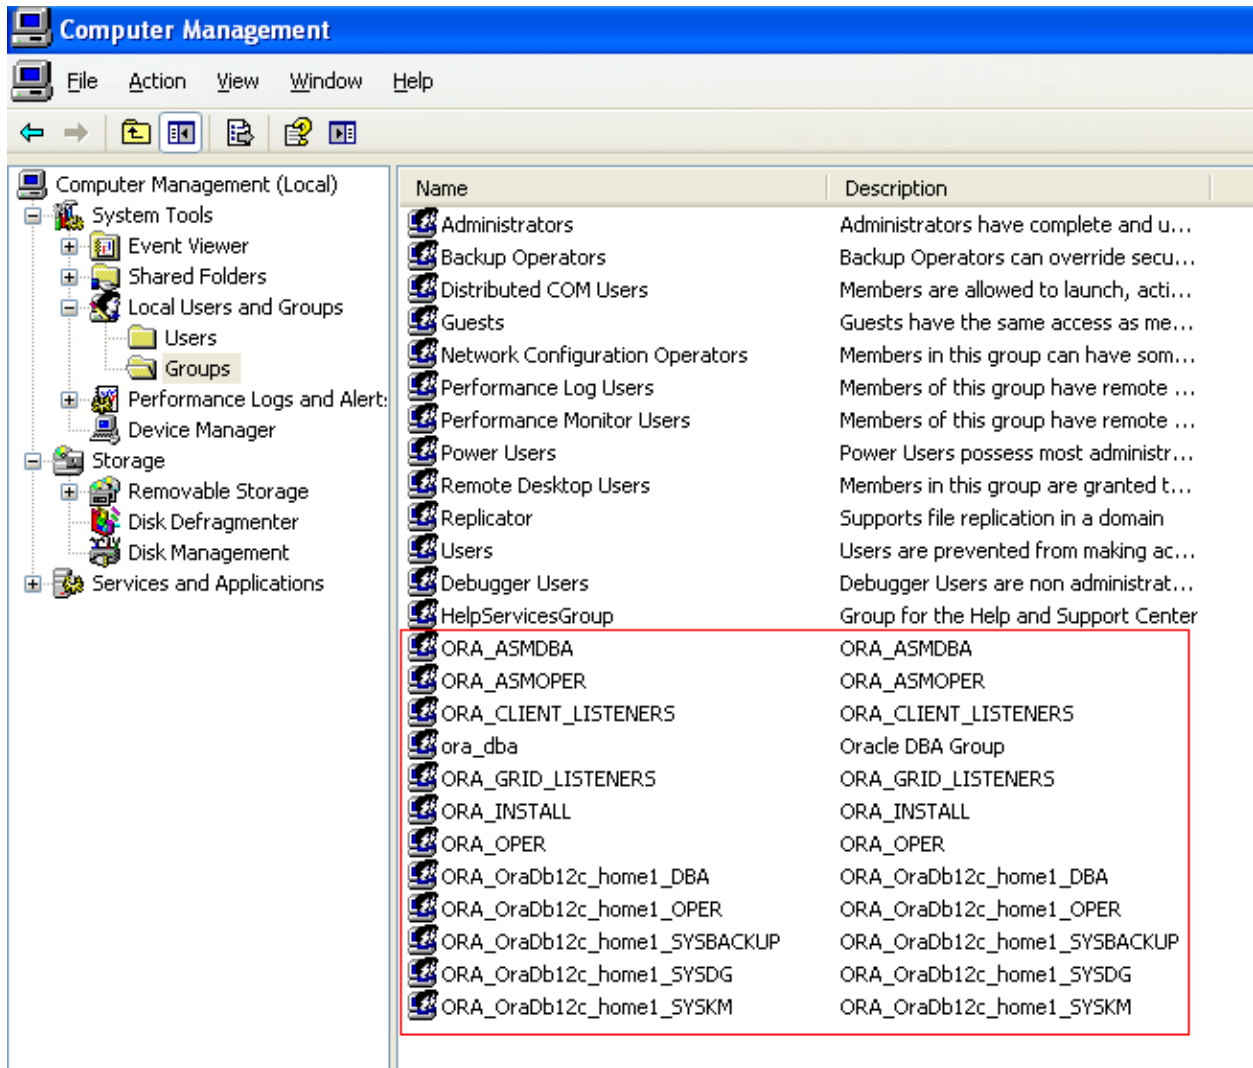 Computer Management
File Action View Window Help
Computer Management (Local)
System Tools
Event Viewer
Shared Folders
Local Users and Groups
Users
Groups
Performance Logs and Alert:
Device Manager
Storage
Removable Storage
Disk Defragmenter
Disk Management
Services and Applications
Name Description
Administrators Administrators have complete and u...
Backup Operators Backup Operators can override secu...
Distributed COM Users Members are allowed to launch, acti...
Guests Guests have the same access as me...
Network Configuration Operators Members in this group can have som...
Performance Log Users Members of this group have remote ...
Performance Monitor Users Members of this group have remote ...
Power Users Power Users possess most administr...
Remote Desktop Users Members in this group are granted t...
Replicator Supports file replication in a domain
Users Users are prevented from making ac...
Debugger Users Debugger Users are non administrat...
HelpServicesGroup Group for the Help and Support Center
ORA_ASMDBA ORA_ASMDBA
ORA_ASMOPER ORA_ASMOPER
ORA_CLIENT_LISTENERS ORA_CLIENT_LISTENERS
ora_dba Oracle DBA Group
ORA_GRID_LISTENERS ORA_GRID_LISTENERS
ORA_INSTALL ORA_INSTALL
ORA_OPER ORA_OPER
ORA_OraDb12c_home1_DBA ORA_OraDb12c_home1_DBA
ORA_OraDb12c_home1_OPER ORA_OraDb12c_home1_OPER
ORA_OraDb12c_home1_SYSBACKUP ORA_OraDb12c_home1_SYSBACKUP
ORA_OraDb12c_home1_SYSDG ORA_OraDb12c_home1_SYSDG
ORA_OraDb12c_home1_SYSKM ORA_OraDb12c_home1_SYSKM